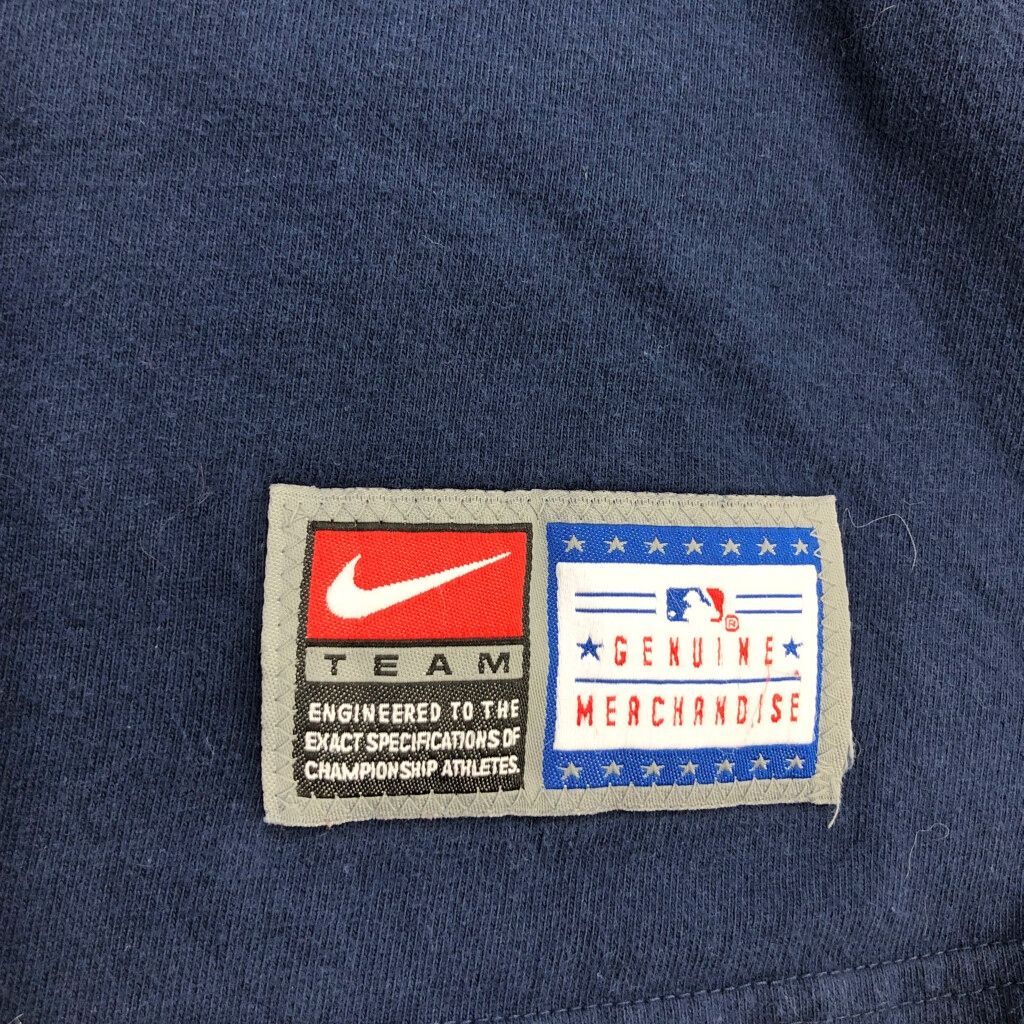 TEAM
ENGINEERED TO THE
EXACT SPECIFICATIONS OF
CHAMPIONSHIP ATHLETES
®
GENUINE
MERCHANDISE